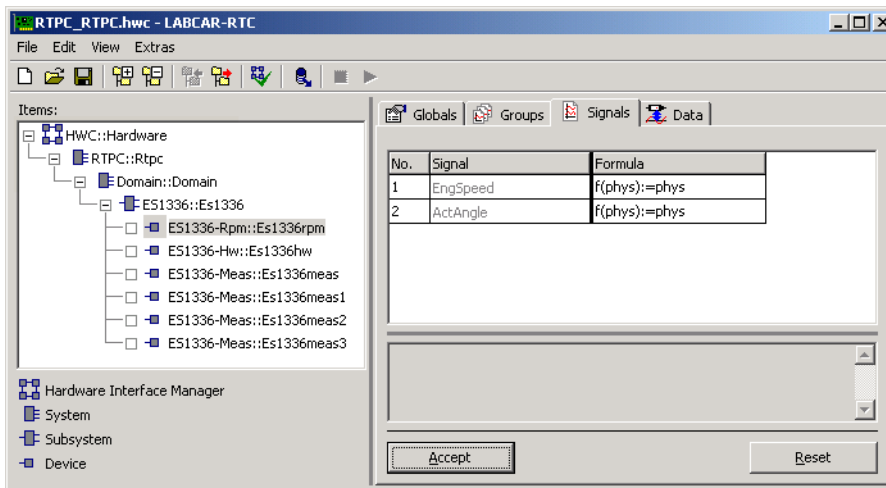 RTPC_RTPC.hwc - LABCAR-RTC
File Edit View Extras
Items:
HWC::Hardware
RTPC::Rtpc
Domain::Domain
ES1336::Es1336
ES1336-Rpm::Es1336rpm
ES1336-Hw::Es1336hw
ES1336-Meas::Es1336meas
ES1336-Meas::Es1336meas1
ES1336-Meas::Es1336meas2
ES1336-Meas::Es1336meas3
Hardware Interface Manager
System
Subsystem
Device
Globals Groups Signals Data
No. Signal Formula
1 EngSpeed f(phys):=phys
2 ActAngle f(phys):=phys
Accept Reset